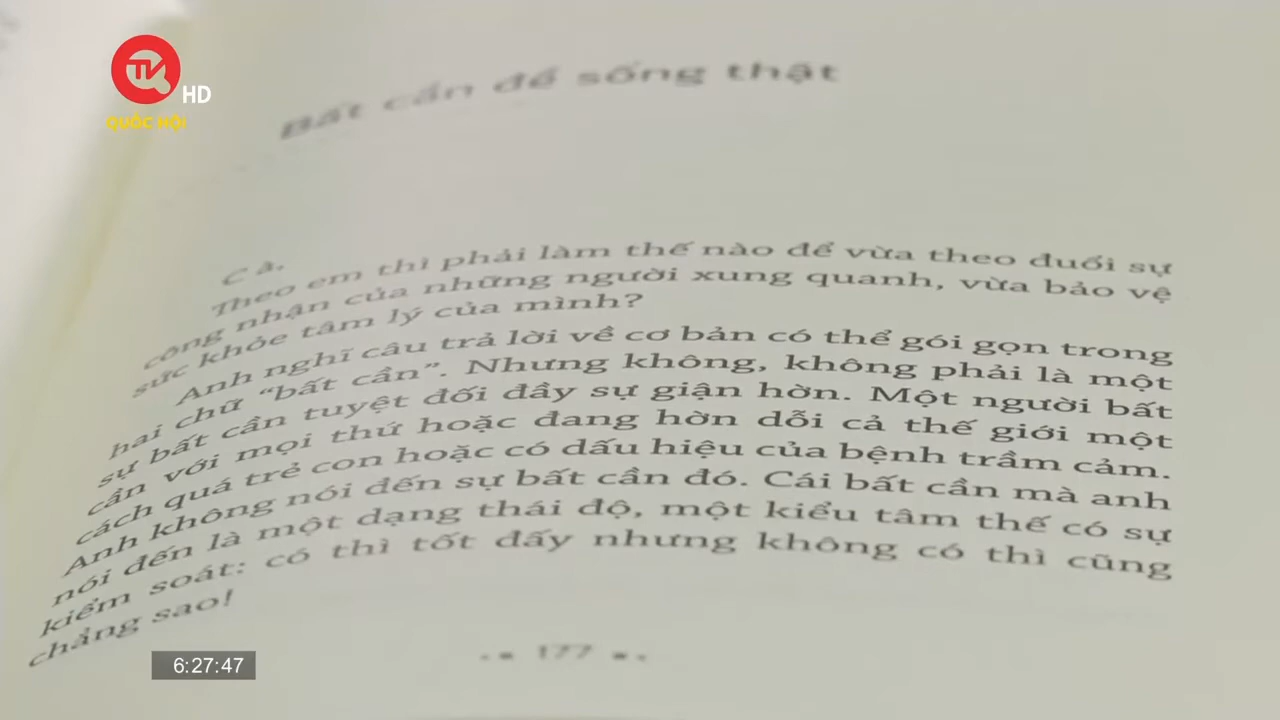 TV
HD
QUỐC HỘI
Bất cần để sống thật
C à.
Theo em thì phải làm thế nào để vừa theo đuổi sự
công nhận của những người xung quanh, vừa bảo vệ
sức khỏe tâm lý của mình?
Anh nghĩ câu trả lời về cơ bản có thể gói gọn trong
hai chữ “bất cần”. Nhưng không, không phải là một
sự bất cần tuyệt đối đầy sự giận hờn. Một người bất
cần với mọi thứ hoặc đang hờn dỗi cả thế giới một
cách quá trẻ con hoặc có dấu hiệu của bệnh trầm cảm.
Anh không nói đến sự bất cần đó. Cái bất cần mà anh
nói đến là một dạng thái độ, một kiểu tâm thế có sự
kiểm soát: có thì tốt đấy nhưng không có thì cũng
chẳng sao!
177
6:27:47